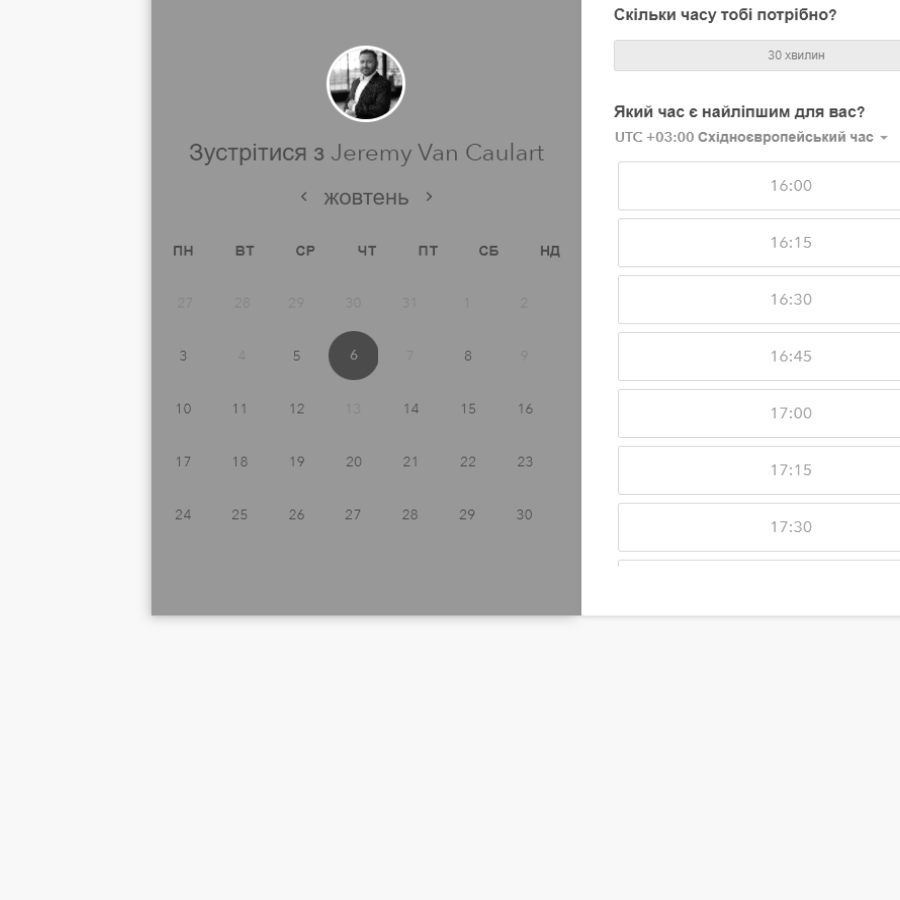 Зустрітися з Jeremy Van Caulart
жовтень
ПН ВТ СР ЧТ ПТ СБ НД
27 28 29 30 31 1 2
3 4 5 6 7 8 9
10 11 12 13 14 15 16
17 18 19 20 21 22 23
24 25 26 27 28 29 30
Скільки часу тобі потрібно?
30 хвилин
Який час є найліпшим для вас?
UTC +03:00 Східноєвропейський час
16:00
16:15
16:30
16:45
17:00
17:15
17:30